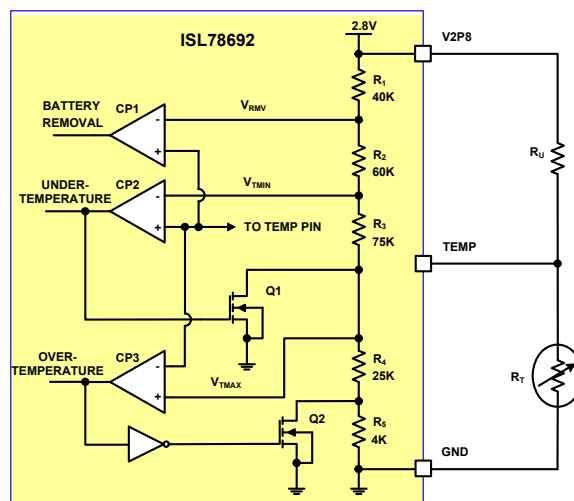 ISL78692
2.8V
V2P8
R1
40K
CP1
BATTERY
REMOVAL
VRMV
-
+
R2
60K
RU
CP2
UNDER-
TEMPERATURE
VTMIN
-
+
TO TEMP PIN
R3
75K
TEMP
Q1
OVER-
TEMPERATURE
CP3
-
+
VTMAX
R4
25K
RT
Q2
R5
4K
GND